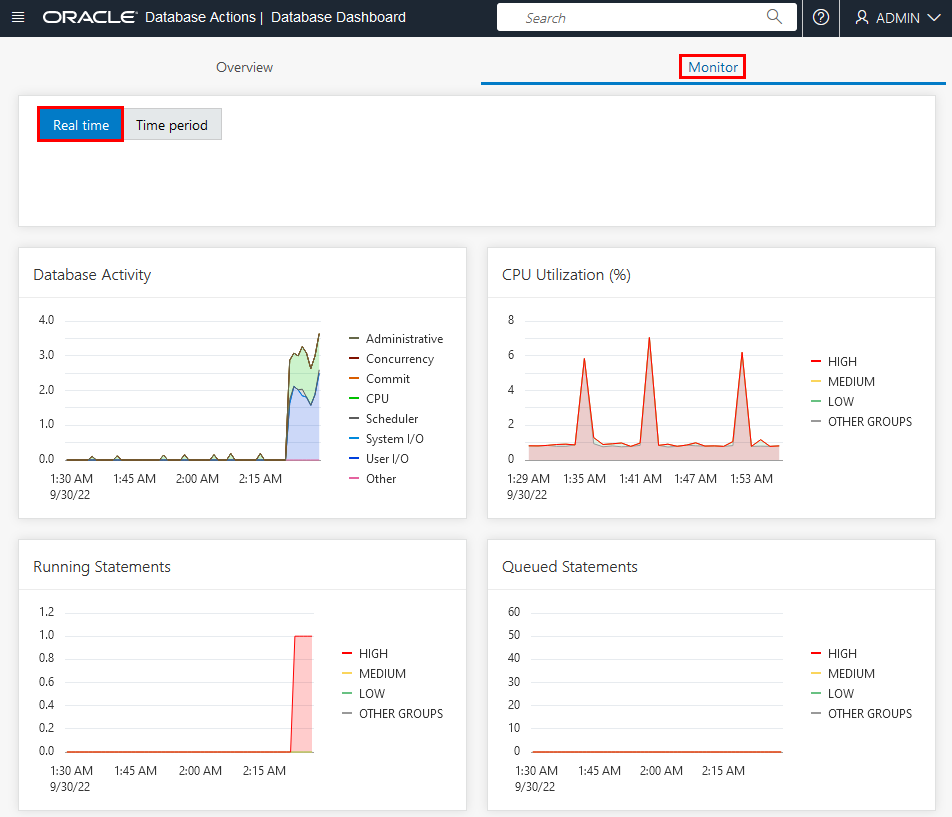 ORACLE Database Actions | Database Dashboard
Search
ADMIN
Overview
Monitor
Real time
Time period
Database Activity
4.0
3.0
2.0
1.0
0.0
1:30 AM 1:45 AM 2:00 AM 2:15 AM
9/30/22
Administrative
Concurrency
Commit
CPU
Scheduler
System I/O
User I/O
Other
CPU Utilization (%)
8
6
4
2
0
1:29 AM 1:35 AM 1:41 AM 1:47 AM 1:53 AM
9/30/22
HIGH
MEDIUM
LOW
OTHER GROUPS
Running Statements
1.2
1.0
0.8
0.6
0.4
0.2
0.0
1:30 AM 1:45 AM 2:00 AM 2:15 AM
9/30/22
HIGH
MEDIUM
LOW
OTHER GROUPS
Queued Statements
60
50
40
30
20
10
0
1:30 AM 1:45 AM 2:00 AM 2:15 AM
9/30/22
HIGH
MEDIUM
LOW
OTHER GROUPS